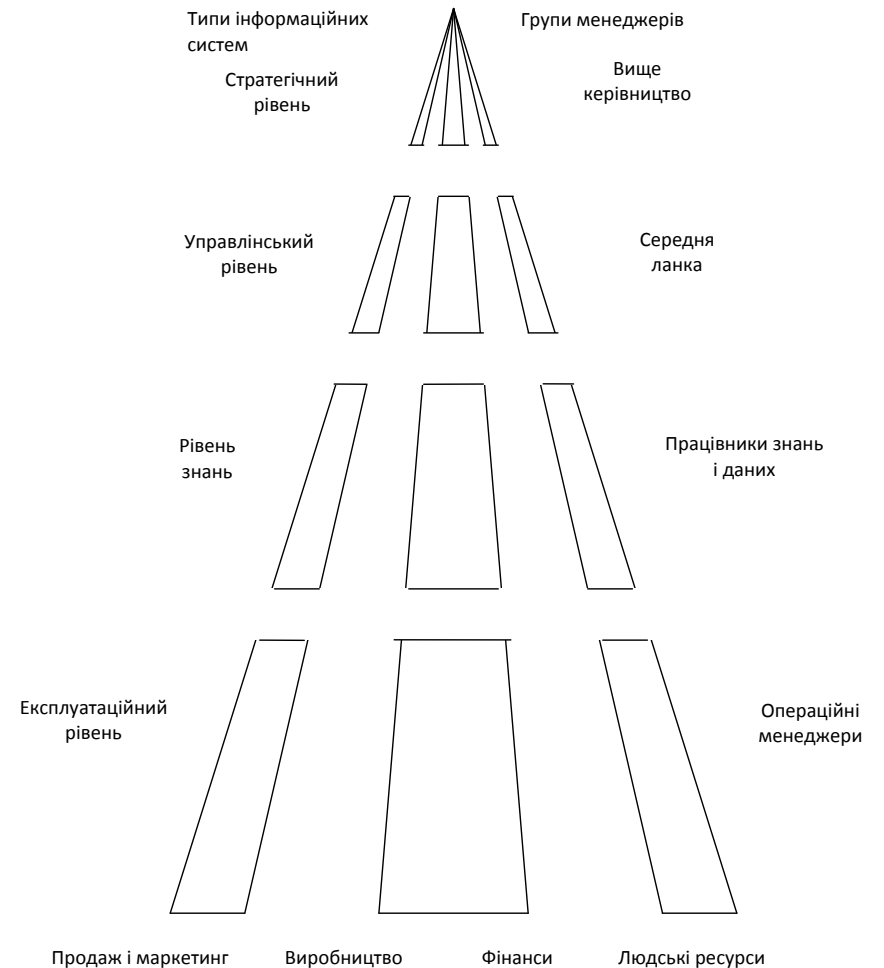 Типи інформаційних
систем
Групи менеджерів
Стратегічний
рівень
Вище
керівництво
Управлінський
рівень
Середня
ланка
Рівень
знань
Працівники знань
і даних
Експлуатаційний
рівень
Операційні
менеджери
Продаж і маркетинг Виробництво Фінанси Людські ресурси